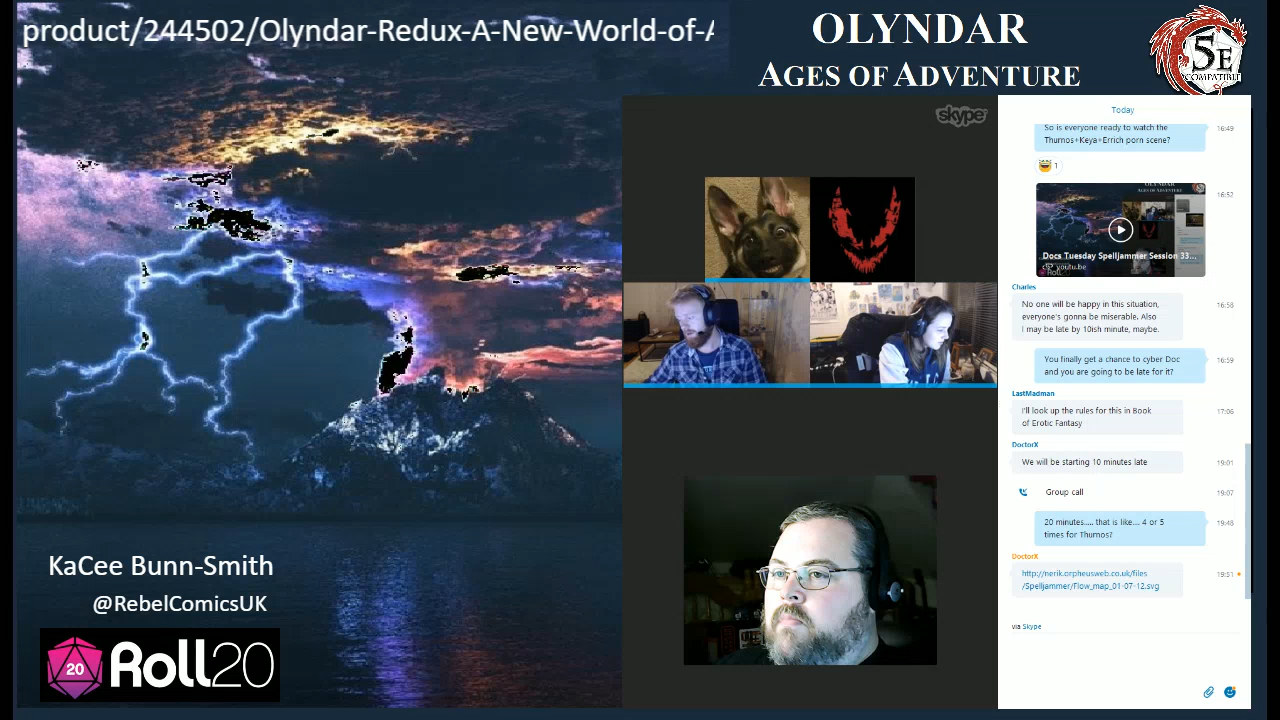 product/244502/Olyndar-Redux-A-New-World-of-A
OLYNDAR
AGES OF ADVENTURE
5E
COMPATIBLE
skype
Today
So is everyone ready to watch the
Thurnos+Keya+Errich porn scene?
16:49
1
OLYNDAR
AGES OF ADVENTURE
16:52
Docs Tuesday Spelljammer Session 33...
youtu.be
Charles
No one will be happy in this situation,
everyone's gonna be miserable. Also
I may be late by 10ish minute, maybe.
16:58
You finally get a chance to cyber Doc
and you are going to be late for it?
16:59
LastMadman
I'll look up the rules for this in Book
of Erotic Fantasy
17:06
DoctorX
We will be starting 10 minutes late
19:01
Group call
19:07
20 minutes..... that is like.... 4 or 5
times for Thurnos?
19:48
DoctorX
http://nerik.orpheusweb.co.uk/files
/Spelljammer/Flow_map_01-07-12.svg
19:51
via Skype
KaCee Bunn-Smith
@RebelComicsUK
20
Roll20